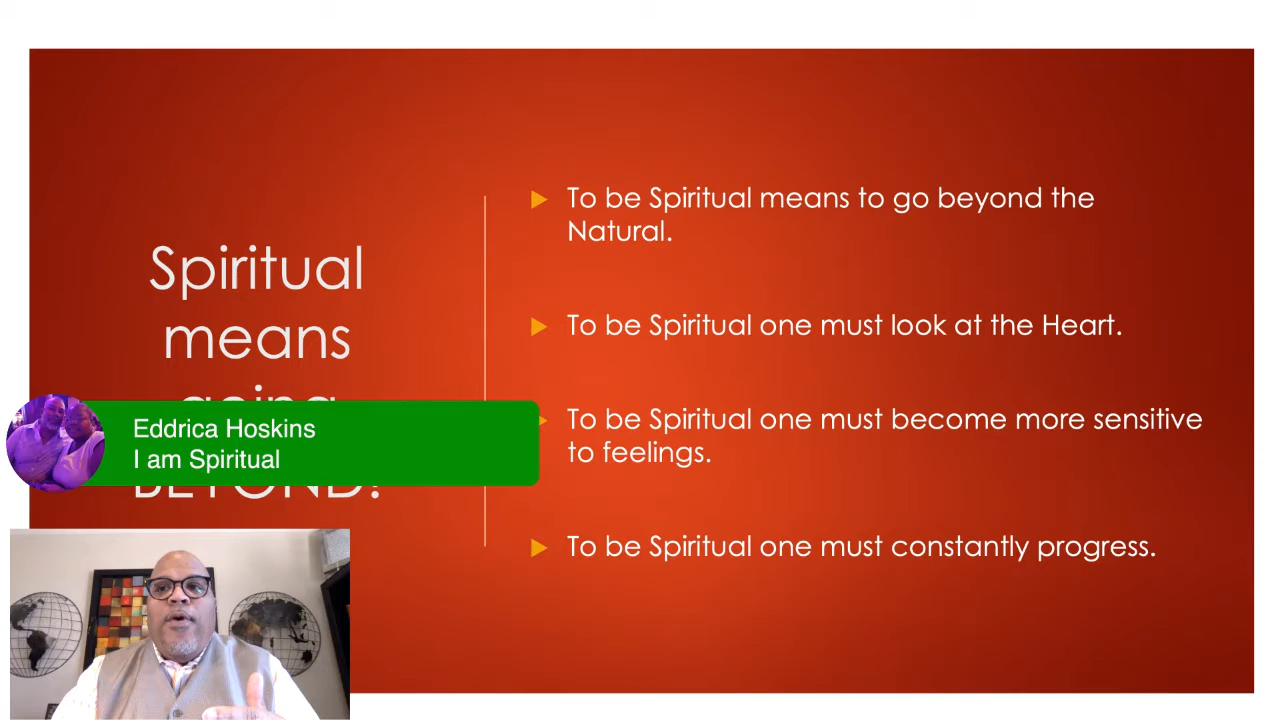 Spiritual
means
going
BEYOND!
To be Spiritual means to go beyond the
Natural.
To be Spiritual one must look at the Heart.
To be Spiritual one must become more sensitive
to feelings.
To be Spiritual one must constantly progress.
Eddrica Hoskins
I am Spiritual